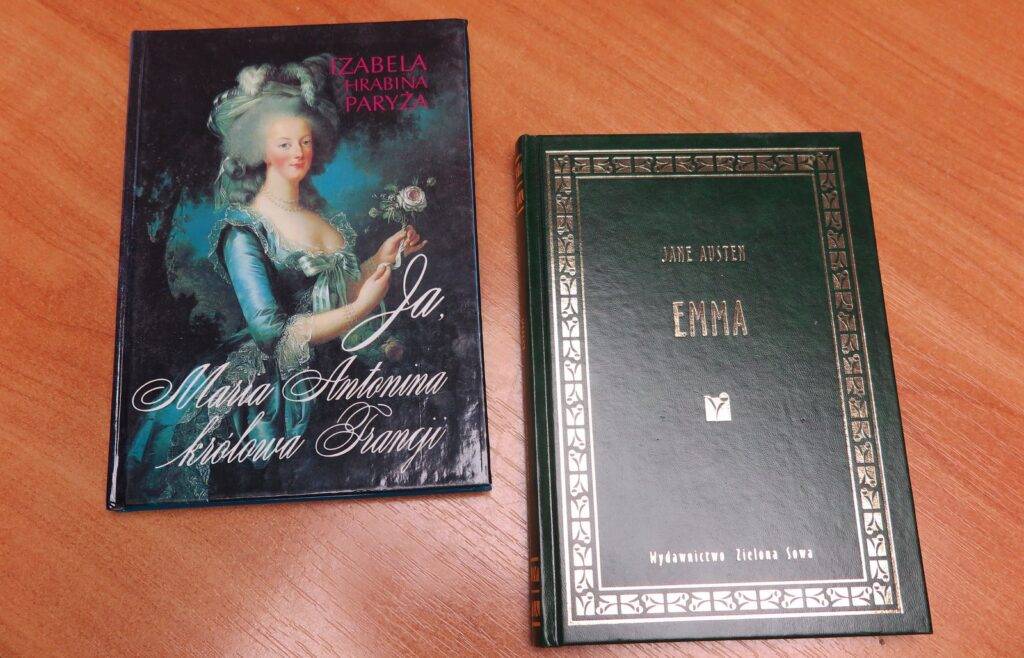 IZABELA
HRABINA
PARYŻA
Ja,
Maria Antonina
królowa Francji
JANE AUSTEN
EMMA
Wydawnictwo Zielona Sowa